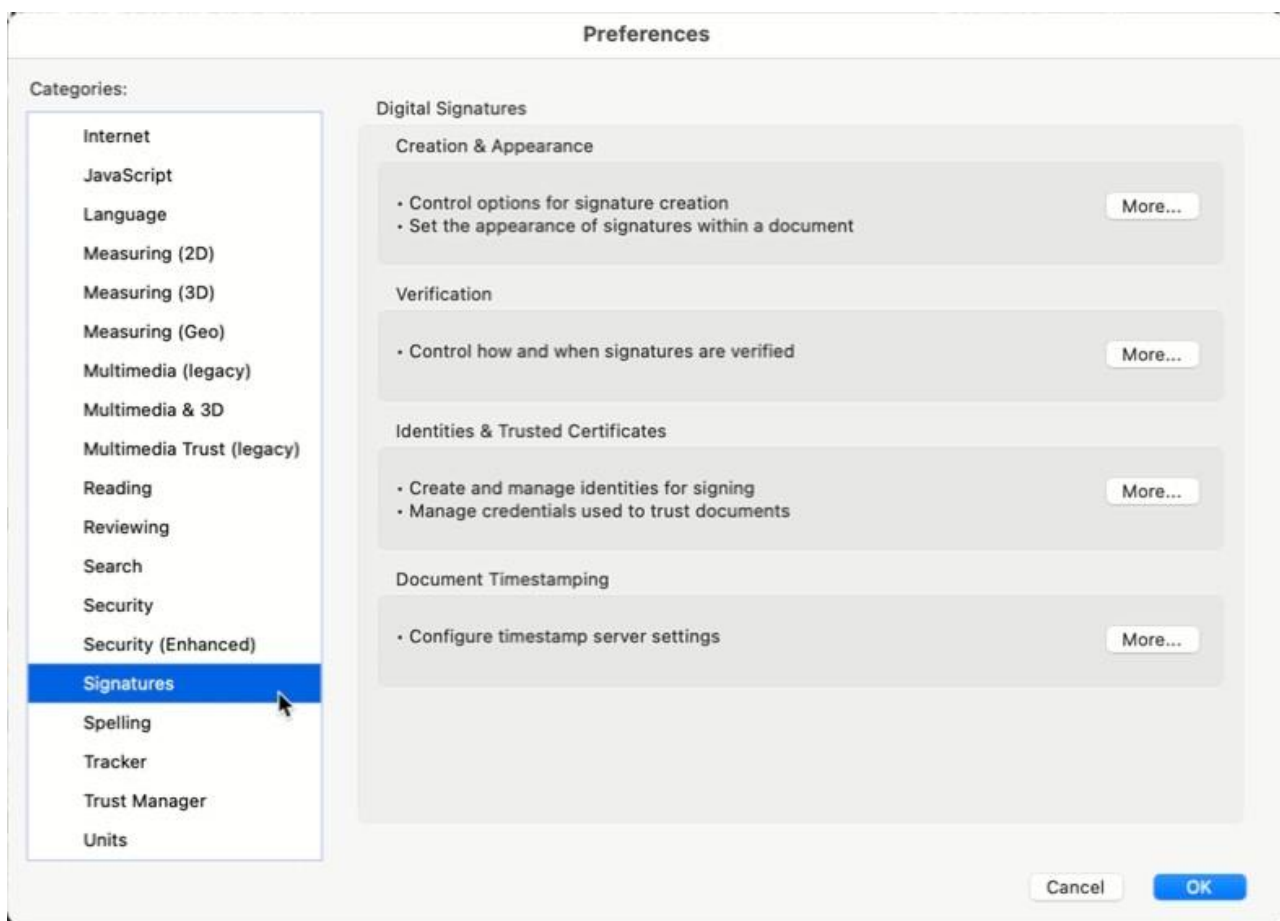 Preferences
Categories:
Internet
JavaScript
Language
Measuring (2D)
Measuring (3D)
Measuring (Geo)
Multimedia (legacy)
Multimedia & 3D
Multimedia Trust (legacy)
Reading
Reviewing
Search
Security
Security (Enhanced)
Signatures
Spelling
Tracker
Trust Manager
Units
Digital Signatures
Creation & Appearance
• Control options for signature creation
• Set the appearance of signatures within a document
More...
Verification
• Control how and when signatures are verified
More...
Identities & Trusted Certificates
• Create and manage identities for signing
• Manage credentials used to trust documents
More...
Document Timestamping
• Configure timestamp server settings
More...
Cancel
OK